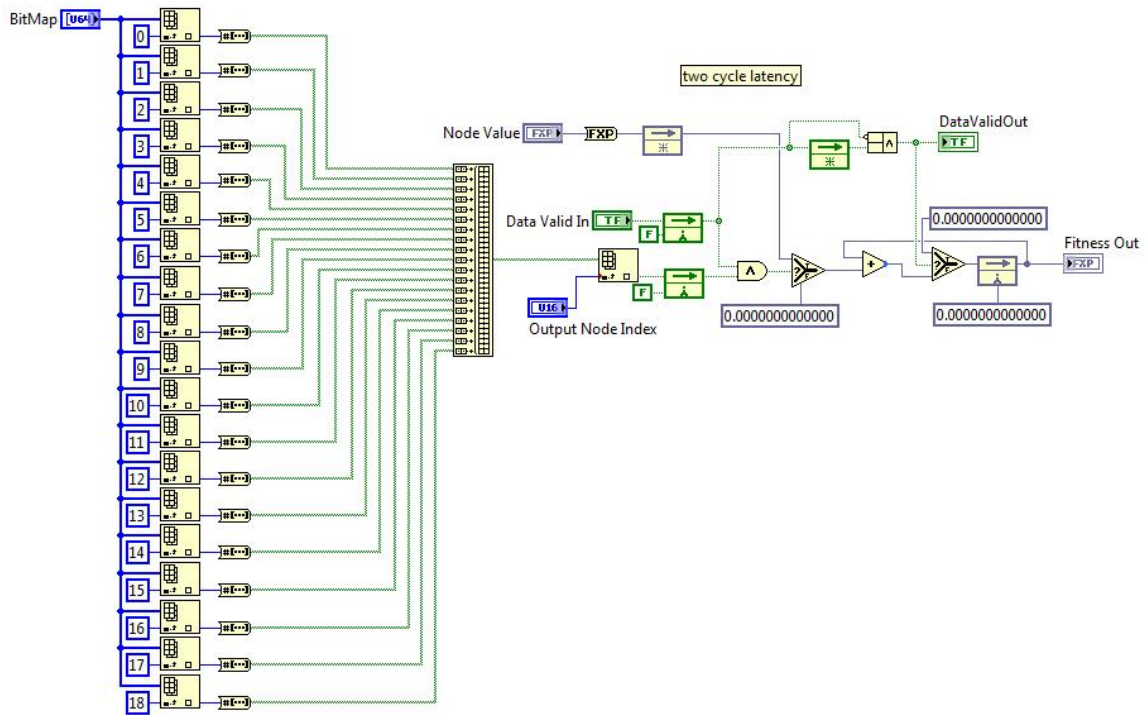 BitMap [U64]
0 #[...]
1 #[...]
2 #[...]
3 #[...]
4 #[...]
5 #[...]
6 #[...]
7 #[...]
8 #[...]
9 #[...]
10 #[...]
11 #[...]
12 #[...]
13 #[...]
14 #[...]
15 #[...]
16 #[...]
17 #[...]
18 #[...]
two cycle latency
Node Value FXP FXP
DataValidOut
TF
Data Valid In TF
F
0.0000000000000
Fitness Out
FXP
F
U16
Output Node Index
0.0000000000000
0.0000000000000
? T F
? T F
+
∧
∧